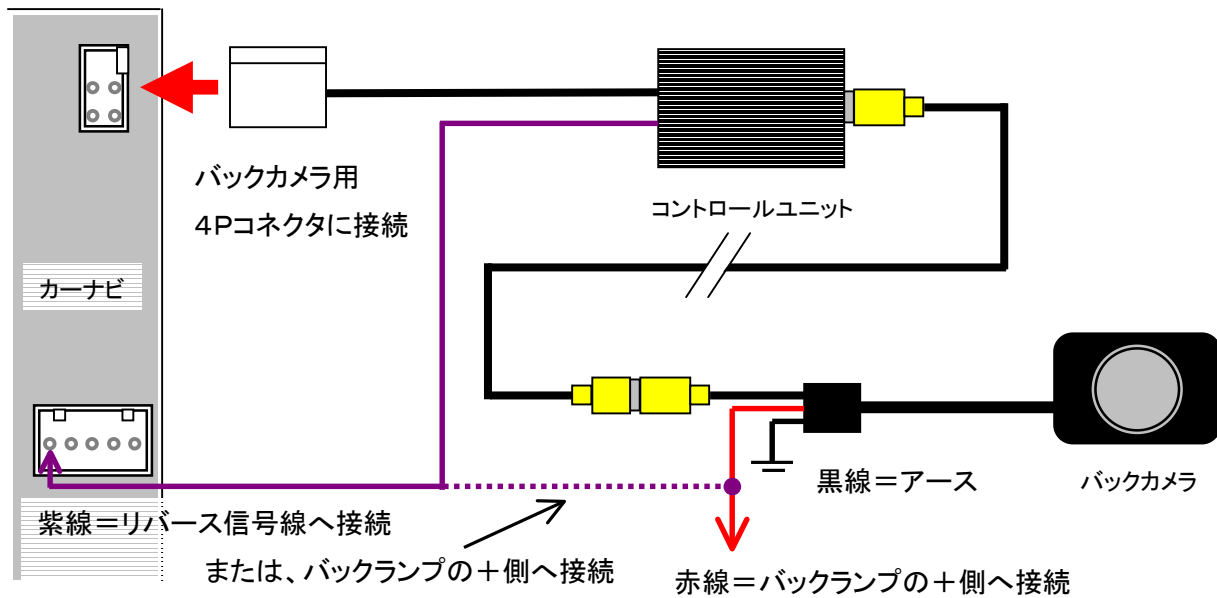 バックカメラ用
4Pコネクタに接続
コントロールユニット
カーナビ
黒線＝アース
バックカメラ
紫線＝リバース信号線へ接続
または、バックランプの＋側へ接続
赤線＝バックランプの＋側へ接続